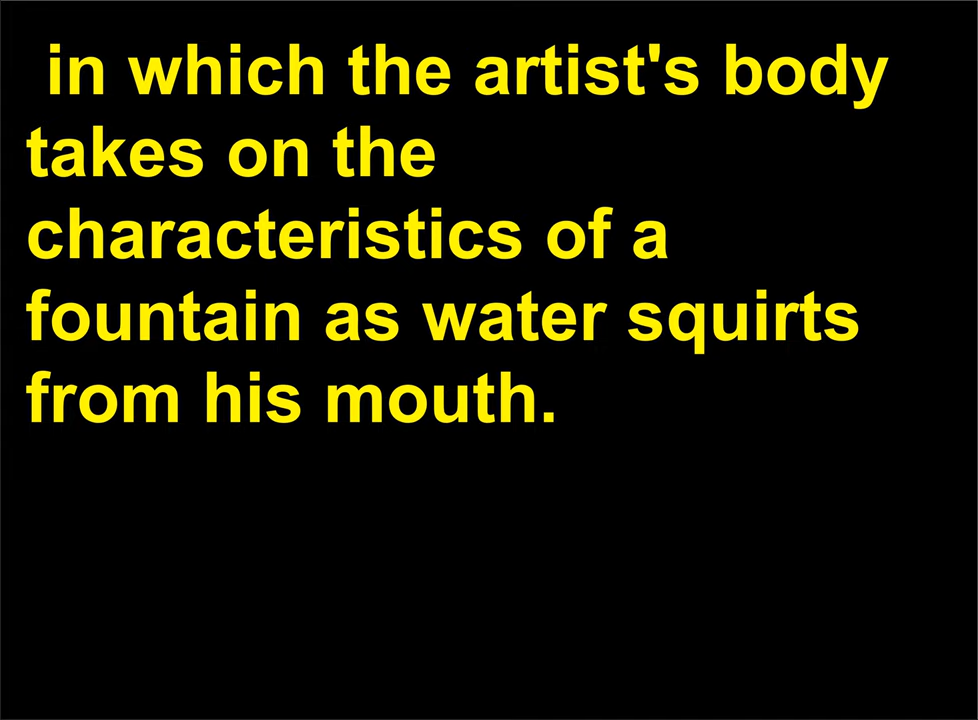 in which the artist's body
takes on the
characteristics of a
fountain as water squirts
from his mouth.